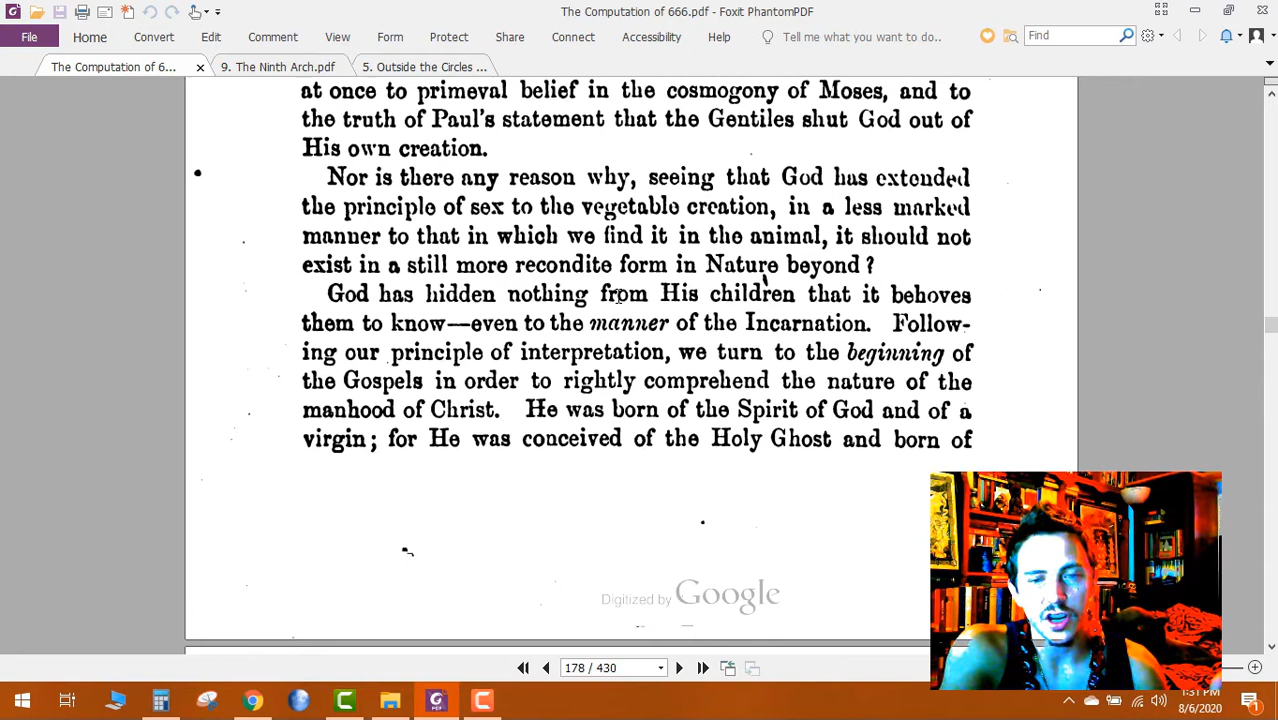 The Computation of 666.pdf - Foxit PhantomPDF
File Home Comment View Form Protect Share Connect Accessibility Help Tell me what you want to do.. Find
Edit
The Computation of 6... 9. The Ninth Arch.pdf 5. Outside the Circles ...
at once to primeval belief in the cosmogony of Moses, and to
the truth of Paul's statement that the Gentiles shut God out of
His own creation.
Nor is there any reason why, seeing that God has extended
the principle of sex to the vegetable creation, in a less marked
manner to that in which we find it in the animal, it should not
exist in a still more recondite form in Nature beyond ?
God has hidden nothing from His children that it behoves
them to know—even to the manner of the Incarnation. Follow-
ing our principle of interpretation, we turn to the beginning of
the Gospels in order to rightly comprehend the nature of the
manhood of Christ. He was born of the Spirit of God and of a
virgin; for He was conceived of the Holy Ghost and born of
Digitized by Google
178 / 430
1:31 PM
8/6/2020